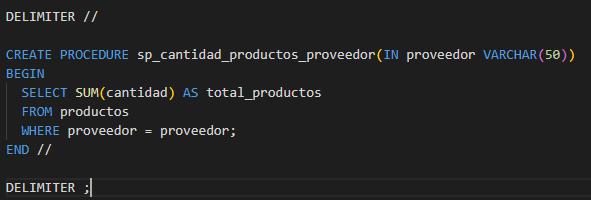 DELIMITER //
CREATE PROCEDURE sp_cantidad_productos_proveedor(IN proveedor VARCHAR(50))
BEGIN
SELECT SUM(cantidad) AS total_productos
FROM productos
WHERE proveedor = proveedor;
END //
DELIMITER ;